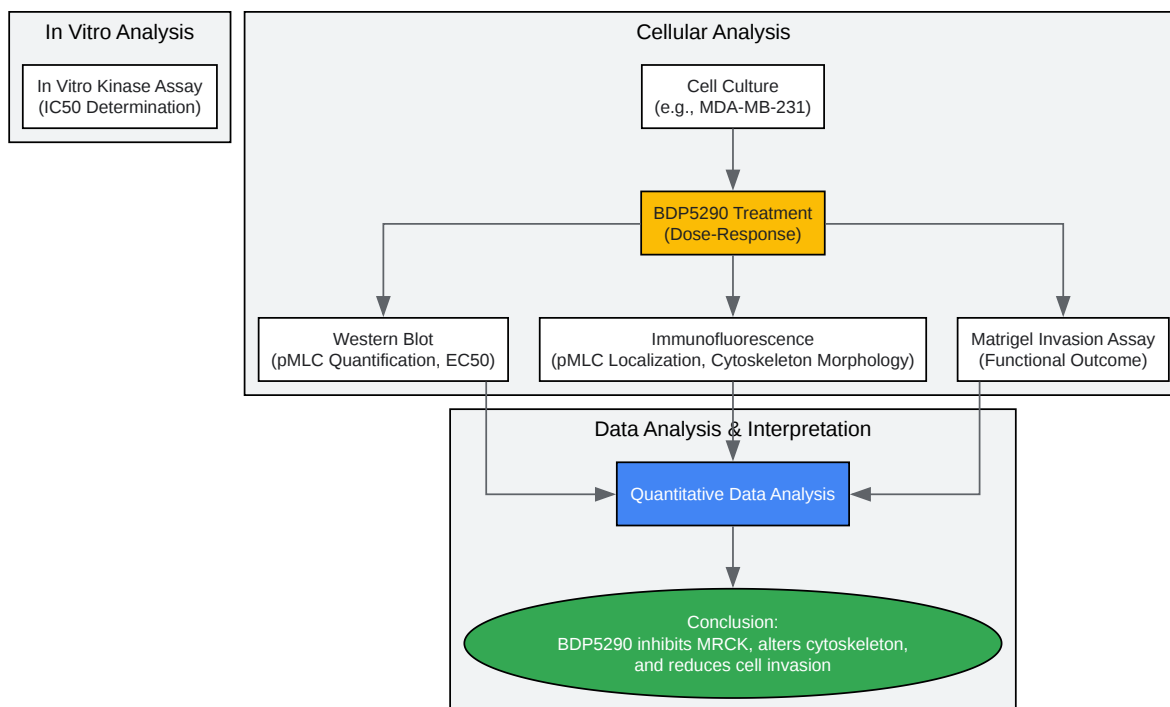 In Vitro Analysis
In Vitro Kinase Assay
(IC50 Determination)
Cellular Analysis
Cell Culture
(e.g., MDA-MB-231)
BDP5290 Treatment
(Dose-Response)
Western Blot
(pMLC Quantification, EC50)
Immunofluorescence
(pMLC Localization, Cytoskeleton Morphology)
Matrigel Invasion Assay
(Functional Outcome)
Data Analysis & Interpretation
Quantitative Data Analysis
Conclusion:
BDP5290 inhibits MRCK, alters cytoskeleton,
and reduces cell invasion